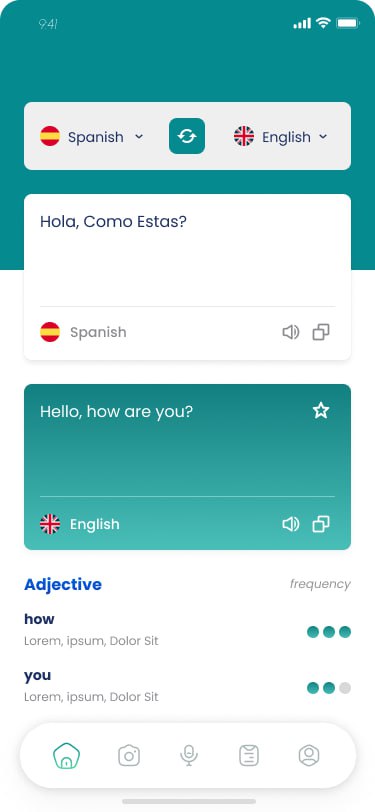 9:41
Spanish
English
Hola, Como Estas?
Spanish
Hello, how are you?
English
Adjective
frequency
how
Lorem, ipsum, Dolor Sit
you
Lorem, ipsum, Dolor Sit